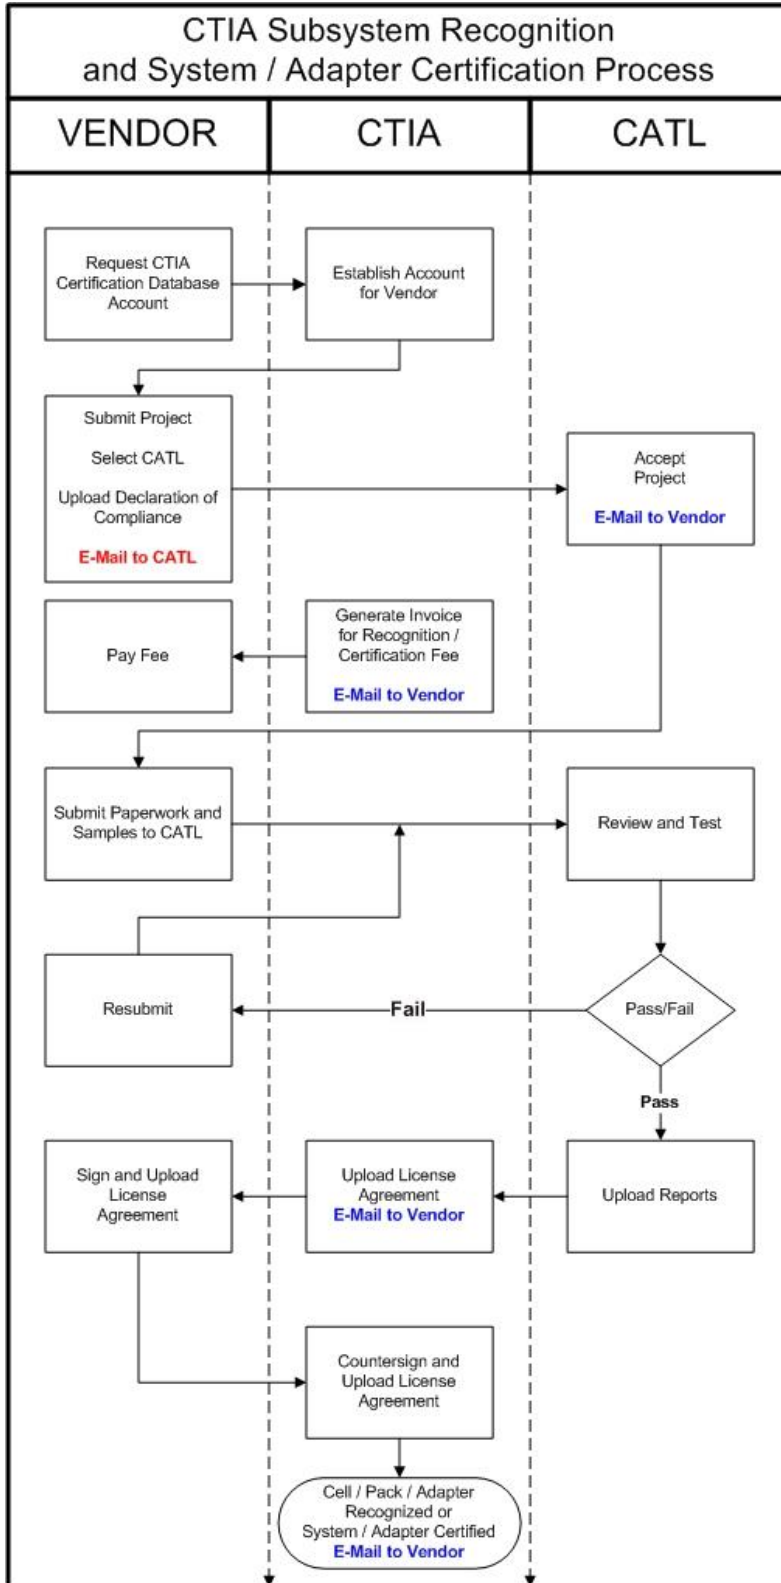 CTIA Subsystem Recognition
and System / Adapter Certification Process
VENDOR
CTIA
CATL
Request CTIA
Certification Database
Account
Establish Account
for Vendor
Submit Project
Select CATL
Upload Declaration of
Compliance
E-Mail to CATL
Accept
Project
E-Mail to Vendor
Pay Fee
Generate Invoice
for Recognition /
Certification Fee
E-Mail to Vendor
Submit Paperwork and
Samples to CATL
Review and Test
Resubmit
Fail
Pass/Fail
Pass
Sign and Upload
License
Agreement
Upload License
Agreement
E-Mail to Vendor
Upload Reports
Countersign and
Upload License
Agreement
Cell / Pack / Adapter
Recognized or
System / Adapter Certified
E-Mail to Vendor